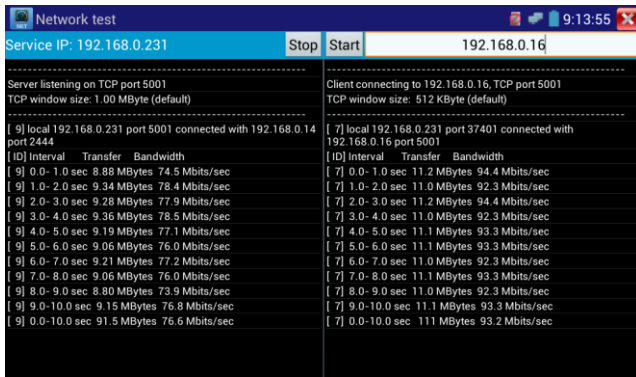 Network test
9:13:55
NET
Service IP: 192.168.0.231
Stop
Start
192.168.0.16
Server listening on TCP port 5001
TCP window size: 1.00 MByte (default)
[ 9] local 192.168.0.231 port 5001 connected with 192.168.0.14
port 2444
[ID] Interval Transfer Bandwidth
[ 9] 0.0- 1.0 sec 8.88 MBytes 74.5 Mbits/sec
[ 9] 1.0- 2.0 sec 9.34 MBytes 78.4 Mbits/sec
[ 9] 2.0- 3.0 sec 9.28 MBytes 77.9 Mbits/sec
[ 9] 3.0- 4.0 sec 9.36 MBytes 78.5 Mbits/sec
[ 9] 4.0- 5.0 sec 9.19 MBytes 77.1 Mbits/sec
[ 9] 5.0- 6.0 sec 9.06 MBytes 76.0 Mbits/sec
[ 9] 6.0- 7.0 sec 9.21 MBytes 77.2 Mbits/sec
[ 9] 7.0- 8.0 sec 9.06 MBytes 76.0 Mbits/sec
[ 9] 8.0- 9.0 sec 8.80 MBytes 73.9 Mbits/sec
[ 9] 9.0-10.0 sec 9.15 MBytes 76.8 Mbits/sec
[ 9] 0.0-10.0 sec 91.5 MBytes 76.6 Mbits/sec
Client connecting to 192.168.0.16, TCP port 5001
TCP window size: 512 KByte (default)
[ 7] local 192.168.0.231 port 37401 connected with
192.168.0.16 port 5001
[ID] Interval Transfer Bandwidth
[ 7] 0.0- 1.0 sec 11.2 MBytes 94.4 Mbits/sec
[ 7] 1.0- 2.0 sec 11.0 MBytes 92.3 Mbits/sec
[ 7] 2.0- 3.0 sec 11.2 MBytes 94.4 Mbits/sec
[ 7] 3.0- 4.0 sec 11.0 MBytes 92.3 Mbits/sec
[ 7] 4.0- 5.0 sec 11.1 MBytes 93.3 Mbits/sec
[ 7] 5.0- 6.0 sec 11.1 MBytes 93.3 Mbits/sec
[ 7] 6.0- 7.0 sec 11.0 MBytes 92.3 Mbits/sec
[ 7] 7.0- 8.0 sec 11.1 MBytes 93.3 Mbits/sec
[ 7] 8.0- 9.0 sec 11.0 MBytes 92.3 Mbits/sec
[ 7] 9.0-10.0 sec 11.1 MBytes 93.3 Mbits/sec
[ 7] 0.0-10.0 sec 111 MBytes 93.2 Mbits/sec